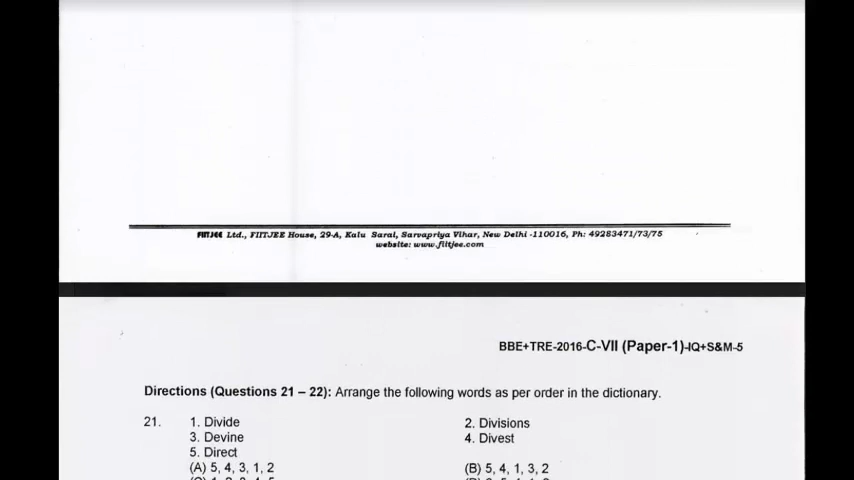 FIITJEE Ltd., FIITJEE House, 29-A, Kalu Sarai, Sarvapriya Vihar, New Delhi -110016, Ph: 49283471/73/75
website: www.fiitjee.com
BBE+TRE-2016-C-VII (Paper-1)-IQ+S&M-5
Directions (Questions 21 – 22): Arrange the following words as per order in the dictionary.
21. 1. Divide 2. Divisions
3. Devine 4. Divest
5. Direct
(A) 5, 4, 3, 1, 2 (B) 5, 4, 1, 3, 2